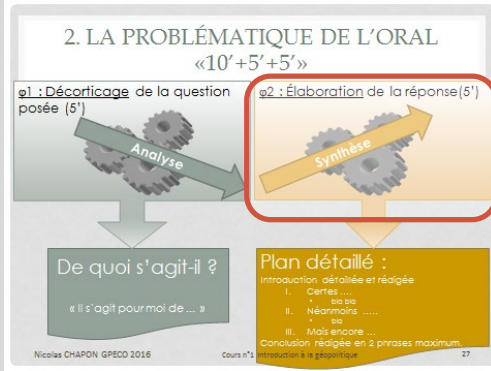 2. LA PROBLÉMATIQUE DE L'ORAL
«10'+5'+5'»
φ1 : Décorticage de la question
posée (5')
Analyse
φ2 : Élaboration de la réponse(5')
Synthèse
De quoi s'agit-il ?
« Il s'agit pour moi de ... »
Plan détaillé :
Introduction détaillée et rédigée
I. Certes ....
• bla bla
II. Néanmoins .....
• bla
III. Mais encore ...
Conclusion rédigée en 2 phrases maximum.
Nicolas CHAPON GPECO 2016
Cours n°1 Introduction à la géopolitique
27